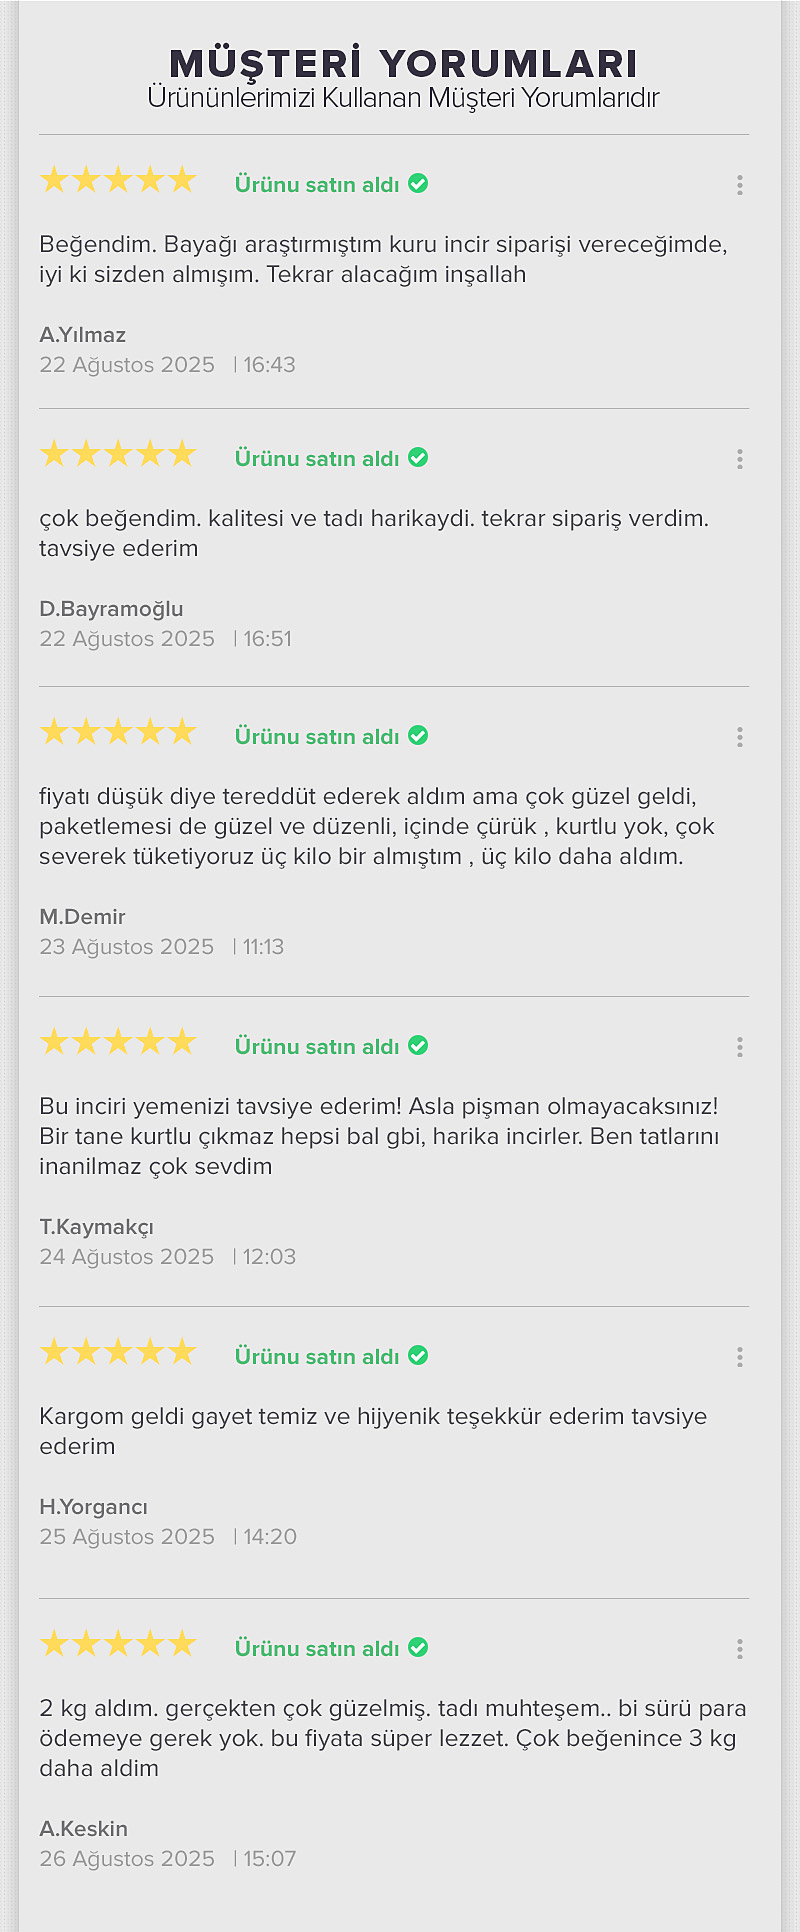 MÜŞTERİ YORUMLARI
Ürününlerimizi Kullanan Müşteri Yorumlarıdır
Ürünu satın aldı
Beğendim. Bayağı araştırmıştım kuru incir siparişi vereceğimde,
iyi ki sizden almışım. Tekrar alacağım inşallah
A.Yılmaz
22 Ağustos 2025 | 16:43
Ürünu satın aldı
çok beğendim. kalitesi ve tadı harikaydi. tekrar sipariş verdim.
tavsiye ederim
D.Bayramoğlu
22 Ağustos 2025 | 16:51
Ürünu satın aldı
fiyatı düşük diye tereddüt ederek aldım ama çok güzel geldi,
paketlemesi de güzel ve düzenli, içinde çürük , kurtlu yok, çok
severek tüketiyoruz üç kilo bir almıştım , üç kilo daha aldım.
M.Demir
23 Ağustos 2025 | 11:13
Ürünu satın aldı
Bu inciri yemenizi tavsiye ederim! Asla pişman olmayacaksınız!
Bir tane kurtlu çıkmaz hepsi bal gbi, harika incirler. Ben tatlarını
inanilmaz çok sevdim
T.Kaymakçı
24 Ağustos 2025 | 12:03
Ürünu satın aldı
Kargom geldi gayet temiz ve hijyenik teşekkür ederim tavsiye
ederim
H.Yorgancı
25 Ağustos 2025 | 14:20
Ürünu satın aldı
2 kg aldım. gerçekten çok güzelmiş. tadı muhteşem.. bi sürü para
ödemeye gerek yok. bu fiyata süper lezzet. Çok beğenince 3 kg
daha aldim
A.Keskin
26 Ağustos 2025 | 15:07